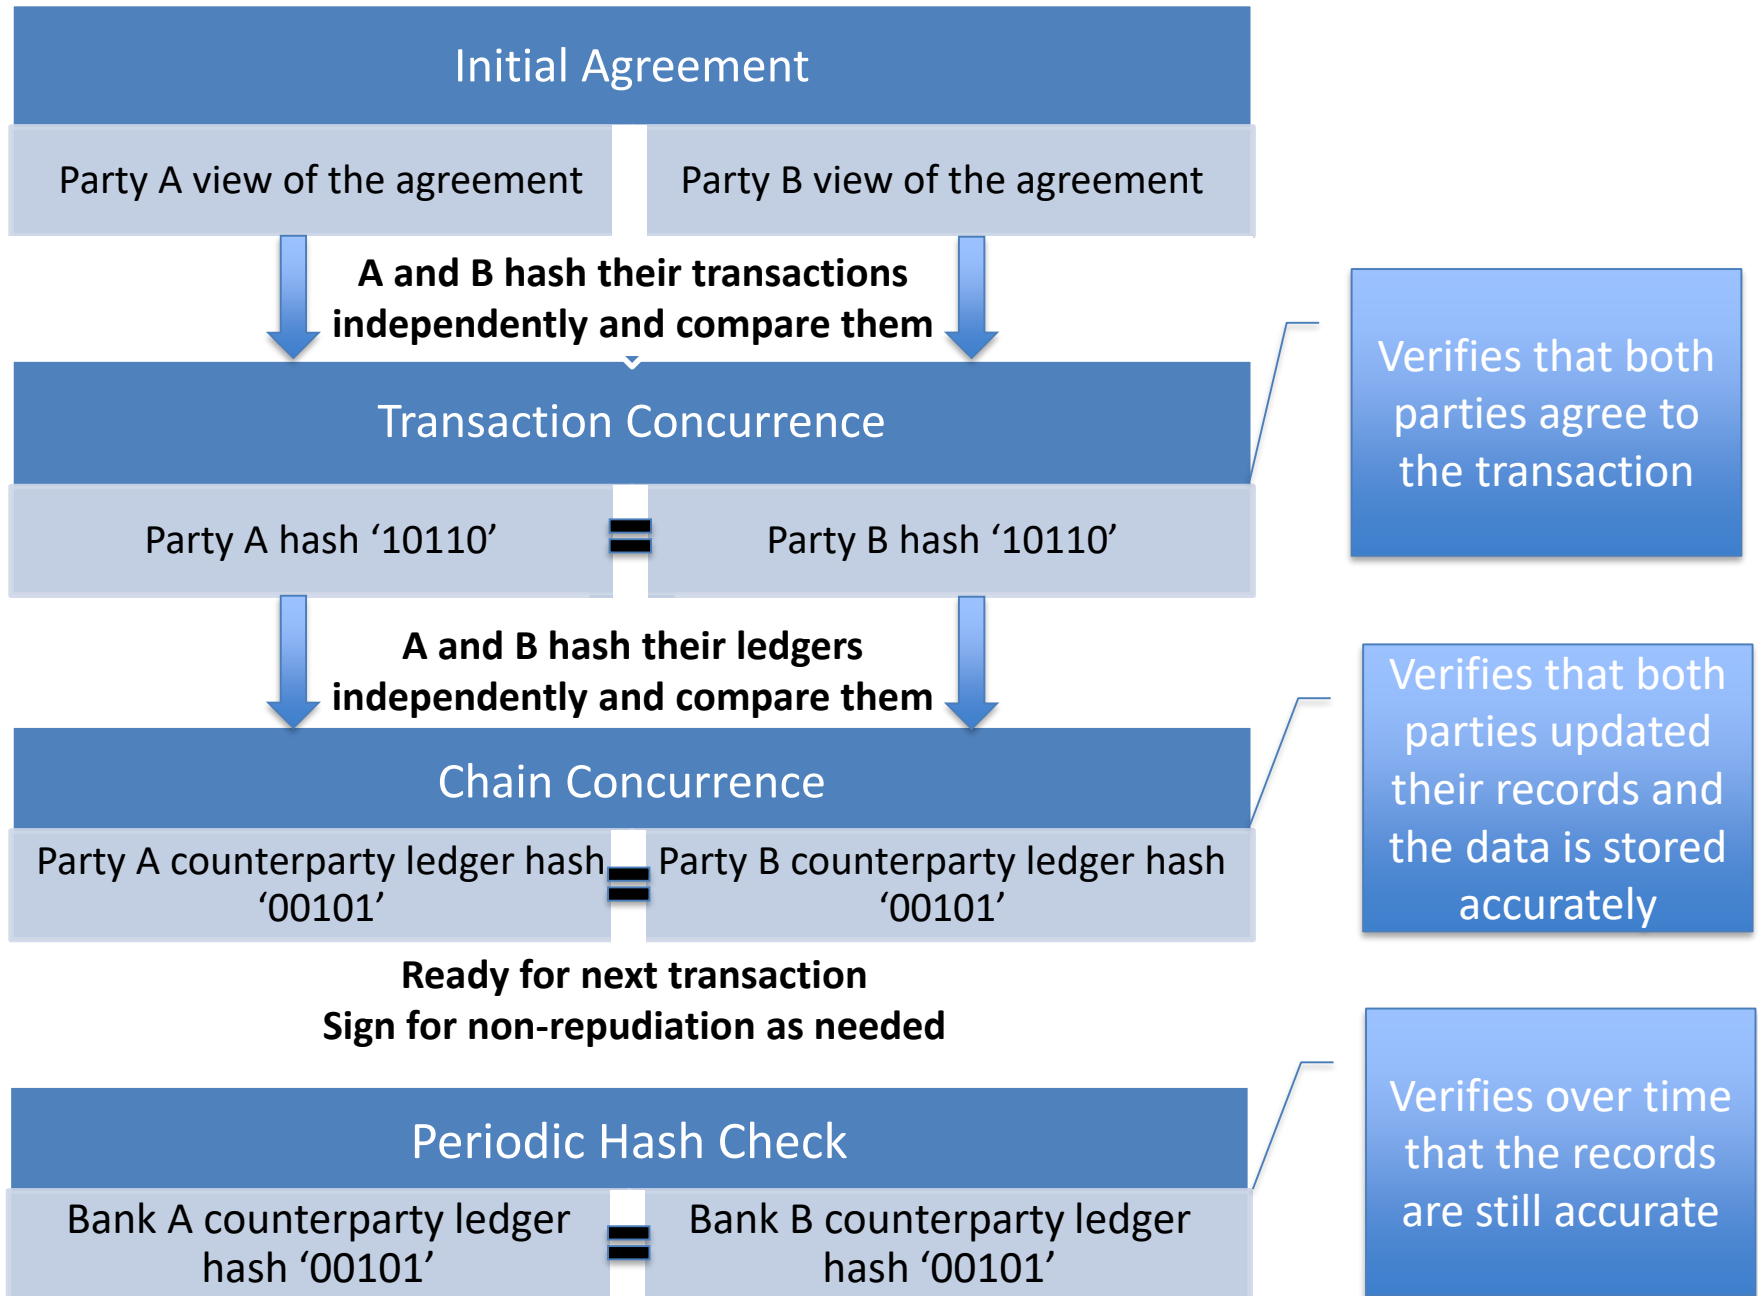 Initial Agreement
Party A view of the agreement
Party B view of the agreement
A and B hash their transactions
independently and compare them
Verifies that both
parties agree to
the transaction
Transaction Concurrence
Party A hash ‘10110’
=
Party B hash ‘10110’
A and B hash their ledgers
independently and compare them
Verifies that both
parties updated
their records and
the data is stored
accurately
Chain Concurrence
Party A counterparty ledger hash
‘00101’
=
Party B counterparty ledger hash
‘00101’
Ready for next transaction
Sign for non-repudiation as needed
Verifies over time
that the records
are still accurate
Periodic Hash Check
Bank A counterparty ledger
hash ‘00101’
=
Bank B counterparty ledger
hash ‘00101’